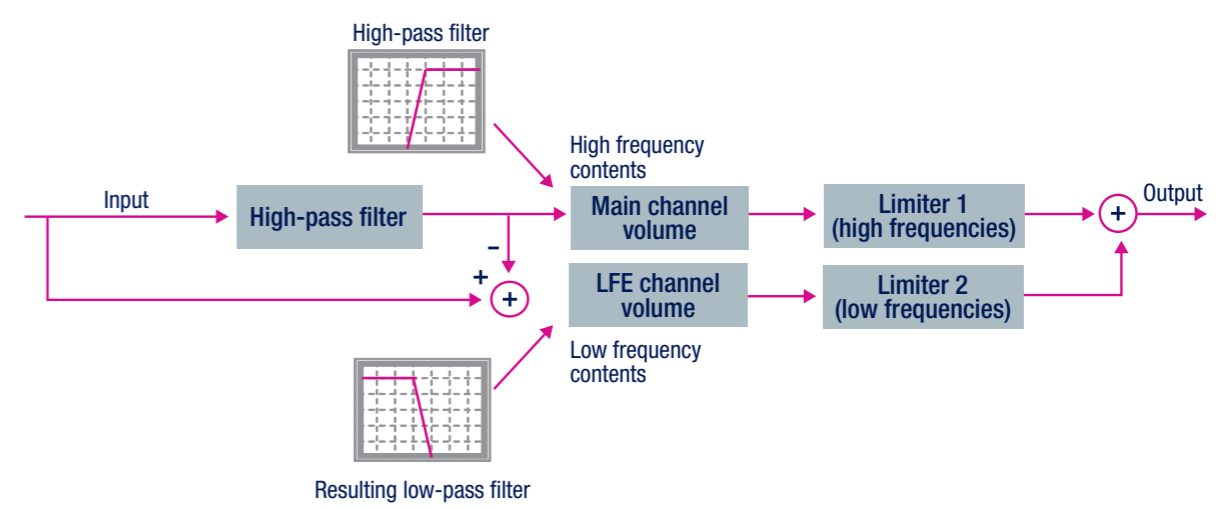 High-pass filter
High frequency
contents
Input
High-pass filter
Main channel
volume
Limiter 1
(high frequencies)
+
Output
–
+
+
LFE channel
volume
Limiter 2
(low frequencies)
Low frequency
contents
Resulting low-pass filter